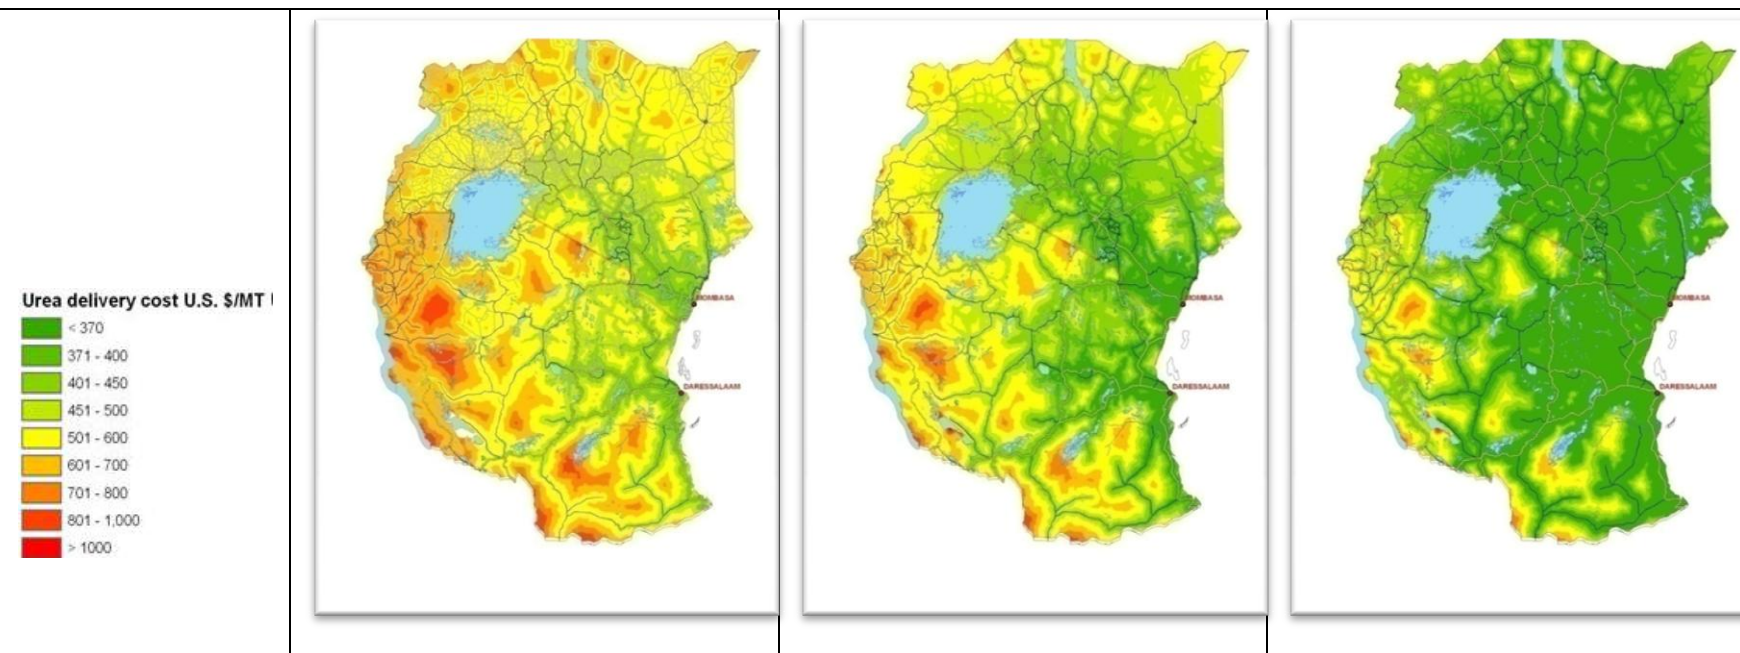 Urea delivery cost U.S. $/MT
< 370
371 - 400
401 - 450
451 - 500
501 - 600
601 - 700
701 - 800
801 - 1,000
> 1000
MOMBASA
DARESSALAAM
MOMBASA
DARESSALAAM
MOMBASA
DARESSALAAM